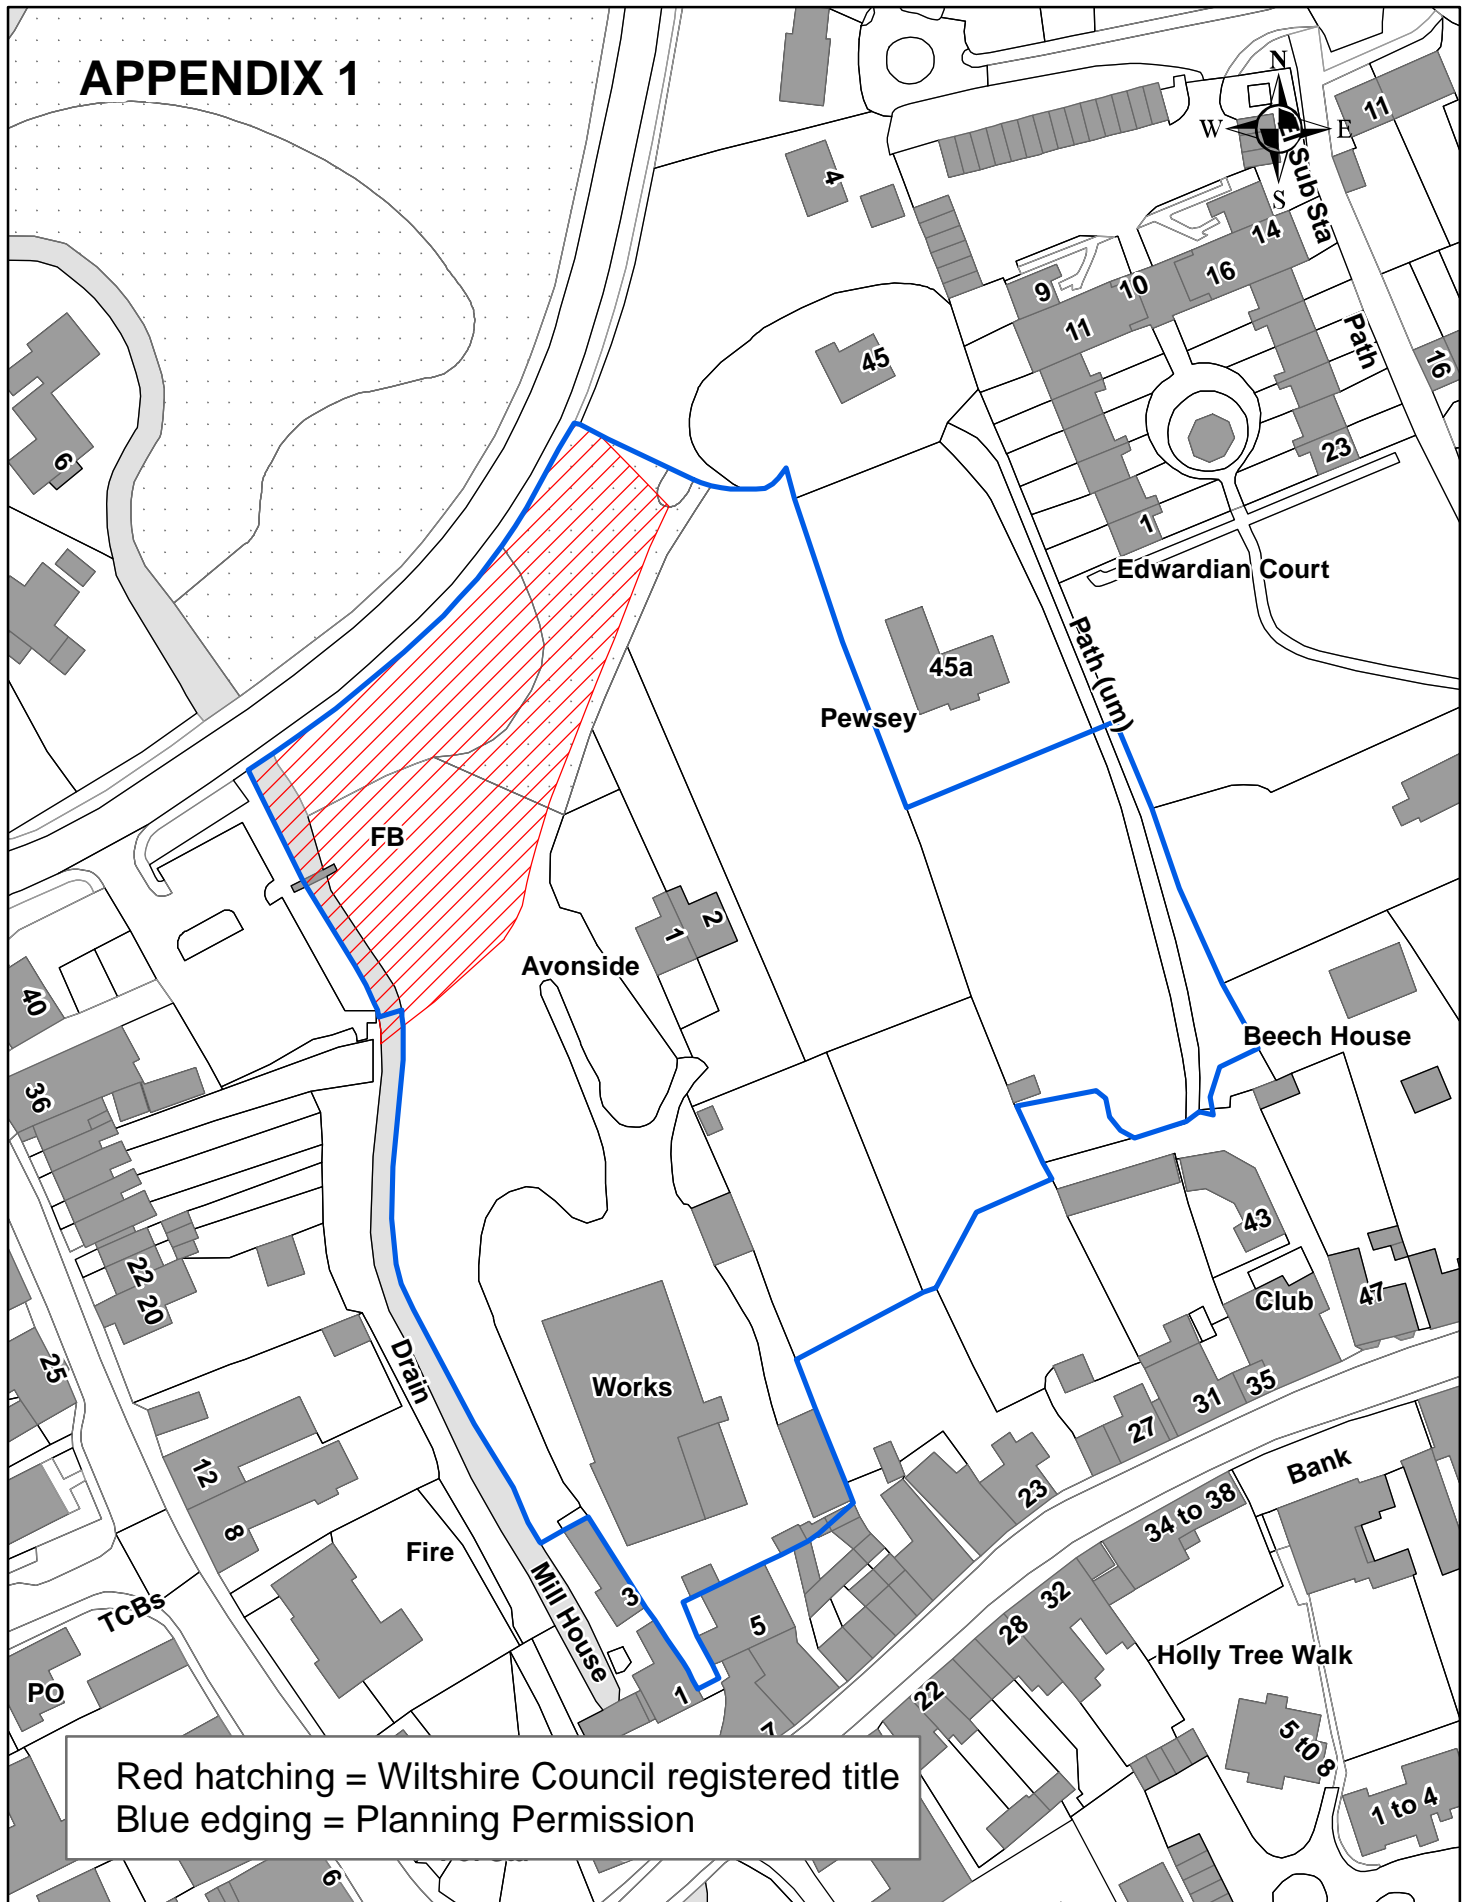 APPENDIX 1
N
W
E
S
El Sub Sta
11
4
14
16
10
9
11
Path
16
45
23
6
1
Edwardian Court
Path (um)
45a
Pewsey
FB
2
1
Avonside
40
Beech House
36
43
22
20
Club
47
25
Drain
Works
35
31
27
12
23
Bank
34 to 38
8
Fire
TCBs
Mill House
3
5
32
28
Holly Tree Walk
PO
1
22
7
5 to 8
1 to 4
Red hatching = Wiltshire Council registered title
Blue edging = Planning Permission
6